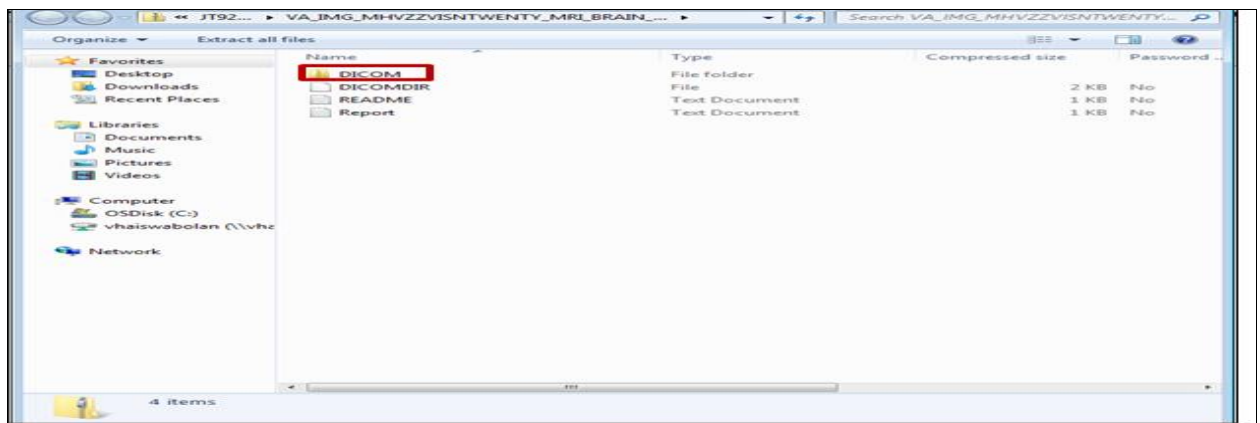 « JT92... ▸ VA_IMG_MHVZZVISNTWENTY_MRI_BRAIN_... ▸ Search VA_IMG_MHVZZVISNTWENTY...
Organize Extract all files
Name Type Compressed size Password ...
Favorites
Desktop
Downloads
Recent Places
Libraries
Documents
Music
Pictures
Videos
Computer
OSDisk (C:)
vhaiswabolan (\\vha
Network
DICOM File folder
DICOMDIR File 2 KB No
README Text Document 1 KB No
Report Text Document 1 KB No
4 items